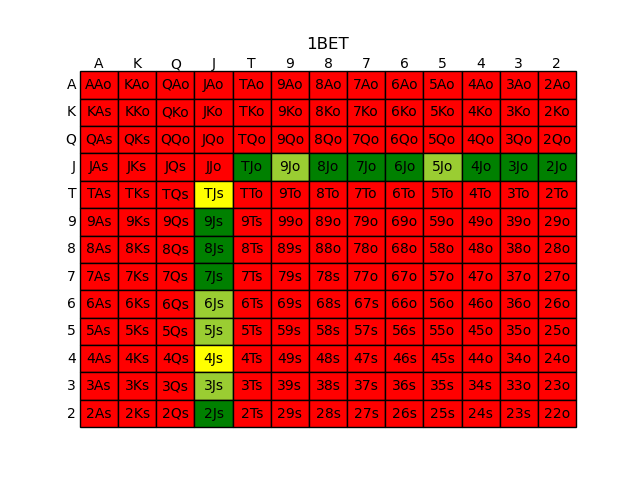 1BET
A K Q J T 9 8 7 6 5 4 3 2
A AAo KAo QAo JAo TAo 9Ao 8Ao 7Ao 6Ao 5Ao 4Ao 3Ao 2Ao
K KAs KKo QKo JKo TKo 9Ko 8Ko 7Ko 6Ko 5Ko 4Ko 3Ko 2Ko
Q QAs QKs QQo JQo TQo 9Qo 8Qo 7Qo 6Qo 5Qo 4Qo 3Qo 2Qo
J JAs JKs JQs JJo TJo 9Jo 8Jo 7Jo 6Jo 5Jo 4Jo 3Jo 2Jo
T TAs TKs TQs TJs TTo 9To 8To 7To 6To 5To 4To 3To 2To
9 9As 9Ks 9Qs 9Js 9Ts 99o 89o 79o 69o 59o 49o 39o 29o
8 8As 8Ks 8Qs 8Js 8Ts 89s 88o 78o 68o 58o 48o 38o 28o
7 7As 7Ks 7Qs 7Js 7Ts 79s 78s 77o 67o 57o 47o 37o 27o
6 6As 6Ks 6Qs 6Js 6Ts 69s 68s 67s 66o 56o 46o 36o 26o
5 5As 5Ks 5Qs 5Js 5Ts 59s 58s 57s 56s 55o 45o 35o 25o
4 4As 4Ks 4Qs 4Js 4Ts 49s 48s 47s 46s 45s 44o 34o 24o
3 3As 3Ks 3Qs 3Js 3Ts 39s 38s 37s 36s 35s 34s 33o 23o
2 2As 2Ks 2Qs 2Js 2Ts 29s 28s 27s 26s 25s 24s 23s 22o